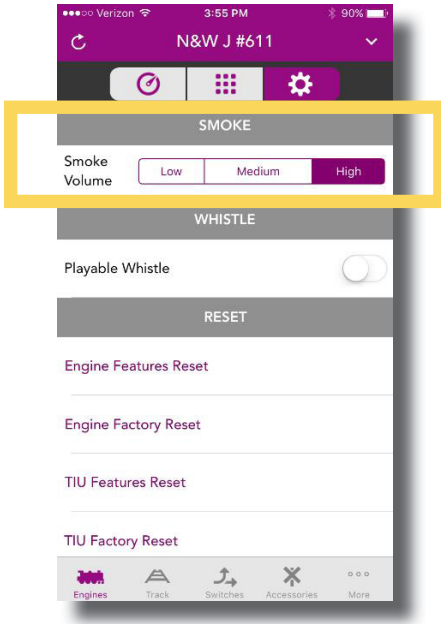 Verizon 3:55 PM 90%
N&W J #611
SMOKE
Smoke
Volume
Low Medium High
WHISTLE
Playable Whistle
RESET
Engine Features Reset
Engine Factory Reset
TIU Features Reset
TIU Factory Reset
Engines Track Switches Accessories More